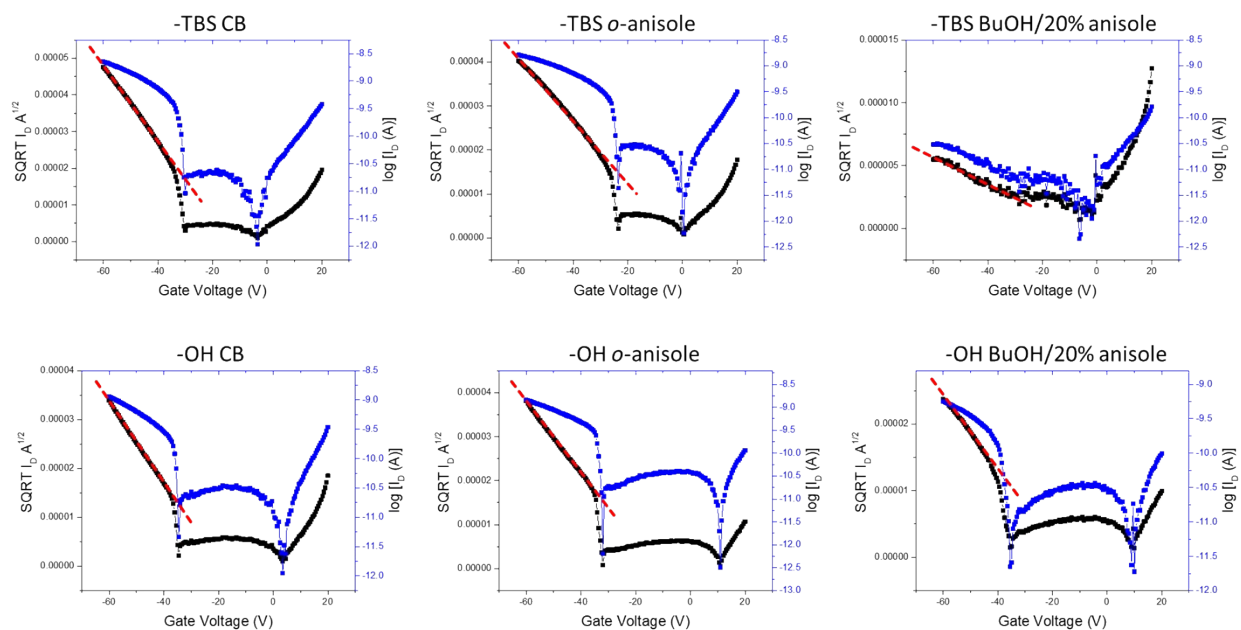 -TBS CB
-TBS o-anisole
-TBS BuOH/20% anisole
0.00005
0.00004
0.00003
0.00002
0.00001
0.00000
SQRT I_D A^1/2
-8.5
-9.0
-9.5
-10.0
-10.5
-11.0
-11.5
-12.0
log [I_D (A)]
-60 -40 -20 0 20
Gate Voltage (V)
0.00004
0.00003
0.00002
0.00001
0.00000
SQRT I_D A^1/2
-8.5
-9.0
-9.5
-10.0
-10.5
-11.0
-11.5
-12.0
-12.5
log [I_D (A)]
-60 -40 -20 0 20
Gate Voltage (V)
0.000015
0.000010
0.000005
0.000000
SQRT I_D A^1/2
-8.5
-9.0
-9.5
-10.0
-10.5
-11.0
-11.5
-12.0
-12.5
log [I_D (A)]
-60 -40 -20 0 20
Gate Voltage (V)
-OH CB
-OH o-anisole
-OH BuOH/20% anisole
0.00004
0.00003
0.00002
0.00001
0.00000
SQRT I_D A^1/2
-8.5
-9.0
-9.5
-10.0
-10.5
-11.0
-11.5
-12.0
log [I_D (A)]
-60 -40 -20 0 20
Gate Voltage (V)
0.00004
0.00003
0.00002
0.00001
0.00000
SQRT I_D A^1/2
-8.5
-9.0
-9.5
-10.0
-10.5
-11.0
-11.5
-12.0
-12.5
-13.0
log [I_D (A)]
-60 -40 -20 0 20
Gate Voltage (V)
0.00002
0.00001
0.00000
SQRT I_D A^1/2
-9.0
-9.5
-10.0
-10.5
-11.0
-11.5
-12.0
log [I_D (A)]
-60 -40 -20 0 20
Gate Voltage (V)